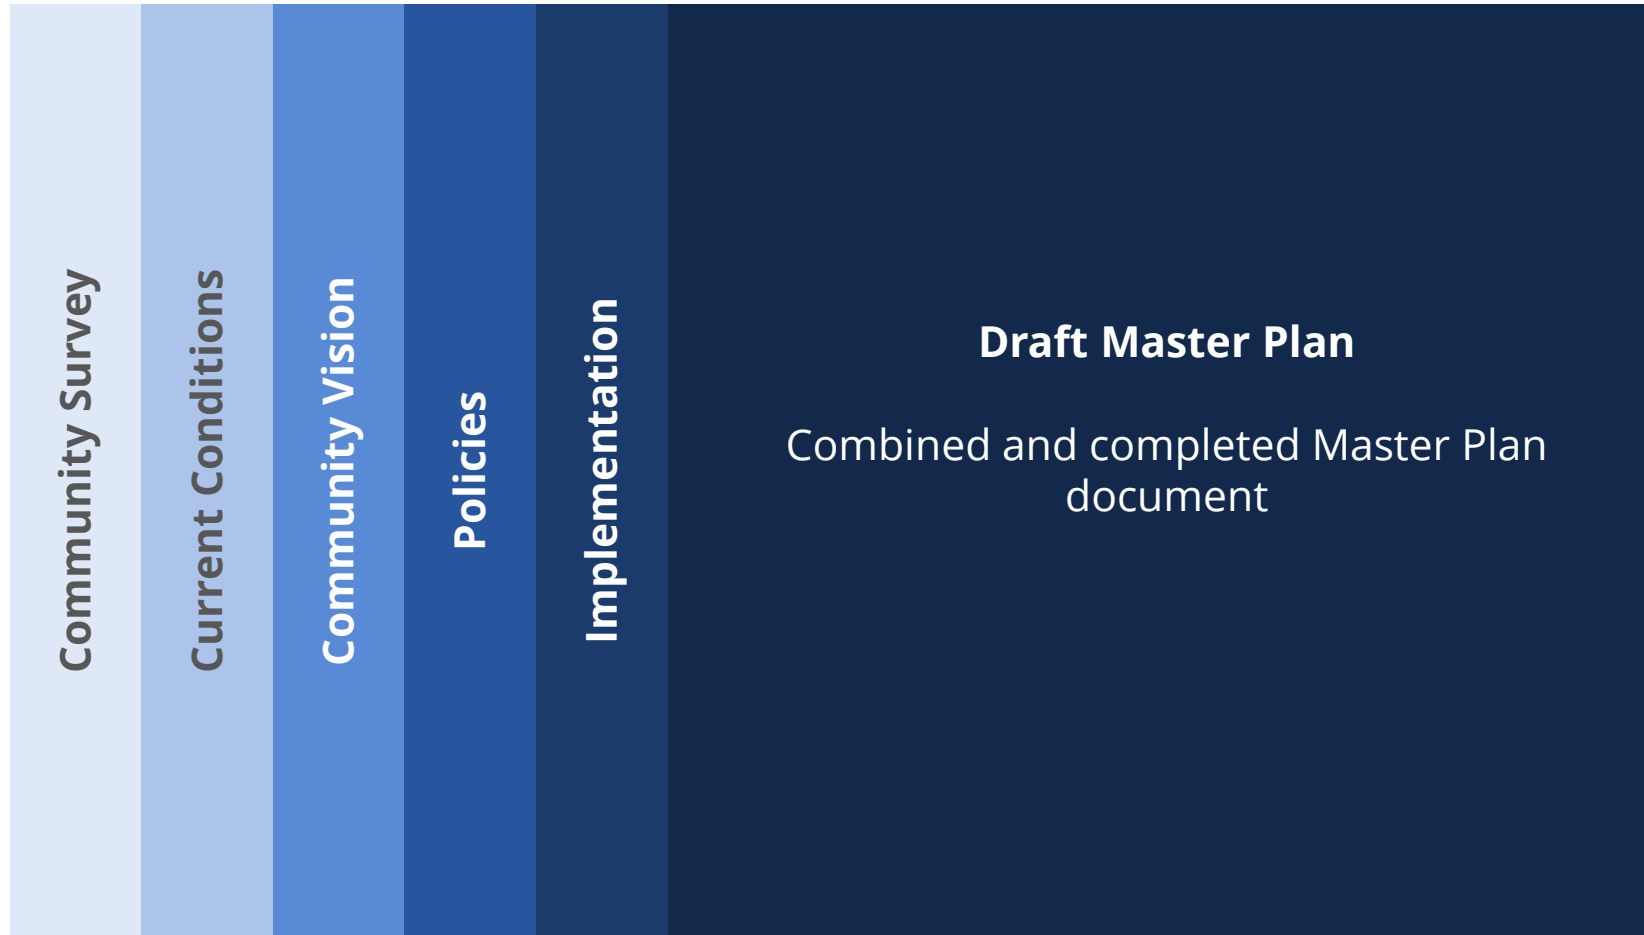 Community Survey
Current Conditions
Community Vision
Policies
Implementation
Draft Master Plan
Combined and completed Master Plan
document